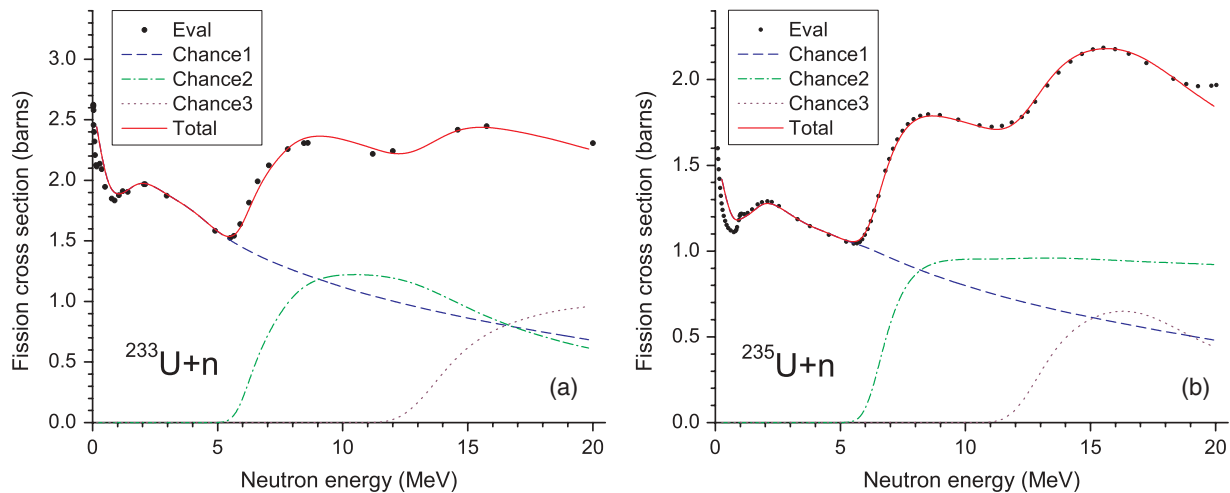 Eval
Chance1
Chance2
Chance3
Total
3.0
2.5
2.0
1.5
1.0
0.5
0.0
Fission cross section (barns)
233U+n
(a)
0 5 10 15 20
Neutron energy (MeV)
Eval
Chance1
Chance2
Chance3
Total
2.0
1.5
1.0
0.5
0.0
Fission cross section (barns)
235U+n
(b)
0 5 10 15 20
Neutron energy (MeV)